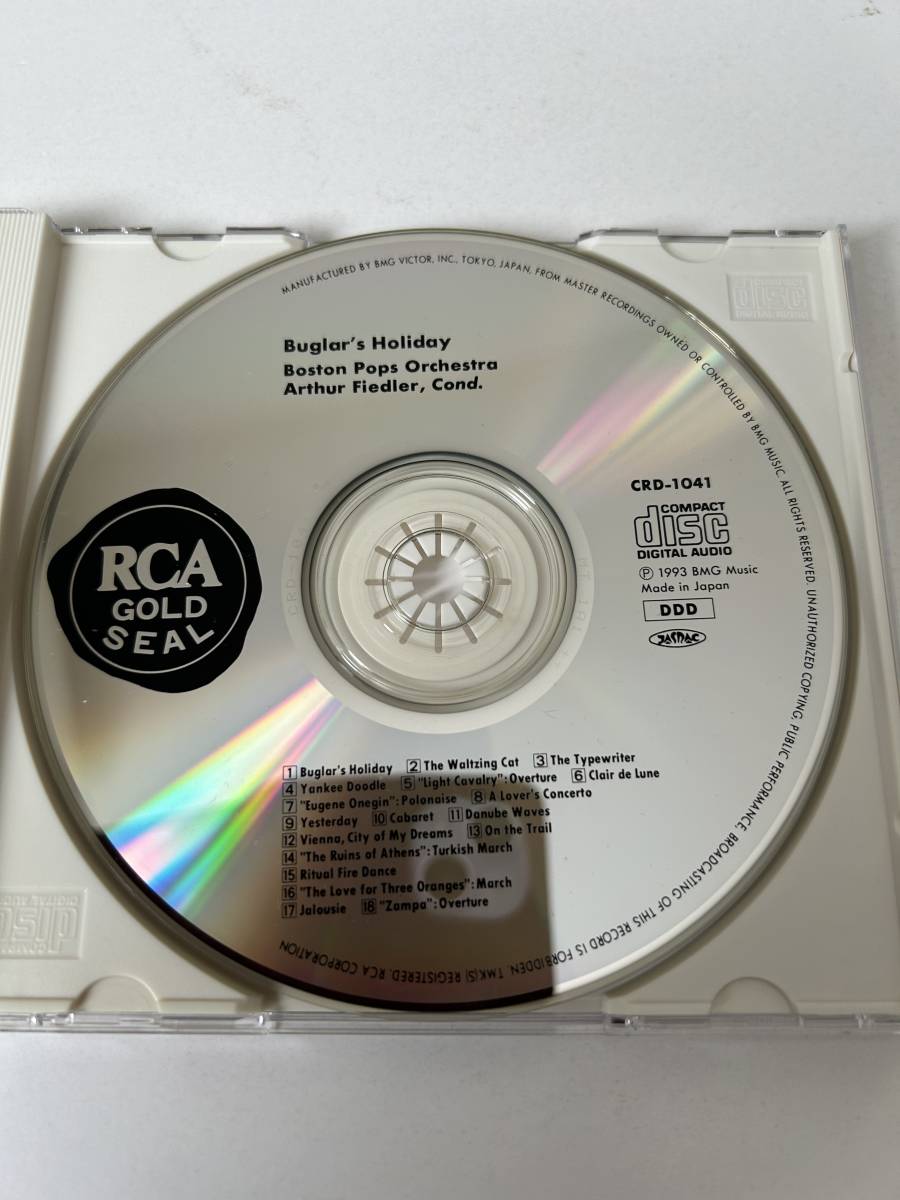 MANUFACTURED BY BMG VICTOR, INC., TOKYO, JAPAN, FROM MASTER RECORDINGS OWNED OR CONTROLLED BY BMG MUSIC. ALL RIGHTS RESERVED. UNAUTHORIZED COPYING, PUBLIC PERFORMANCE, BROADCASTING OF THIS RECORD IS FORBIDDEN. TMK(S) REGISTERED. RCA CORPORATION
Buglar's Holiday
Boston Pops Orchestra
Arthur Fiedler, Cond.
COMPACT
disc
DIGITAL AUDIO
CRD-1041
COMPACT
disc
DIGITAL AUDIO
℗ 1993 BMG Music
Made in Japan
DDD
JASRAC
RCA
GOLD
SEAL
1 Buglar's Holiday 2 The Waltzing Cat 3 The Typewriter
4 Yankee Doodle 5 "Light Cavalry":Overture 6 Clair de Lune
7 "Eugene Onegin": Polonaise 8 A Lover's Concerto
9 Yesterday 10 Cabaret 11 Danube Waves
12 Vienna, City of My Dreams 13 On the Trail
14 "The Ruins of Athens":Turkish March
15 Ritual Fire Dance
16 "The Love for Three Oranges":March
17 Jalousie 18 "Zampa":Overture
disc